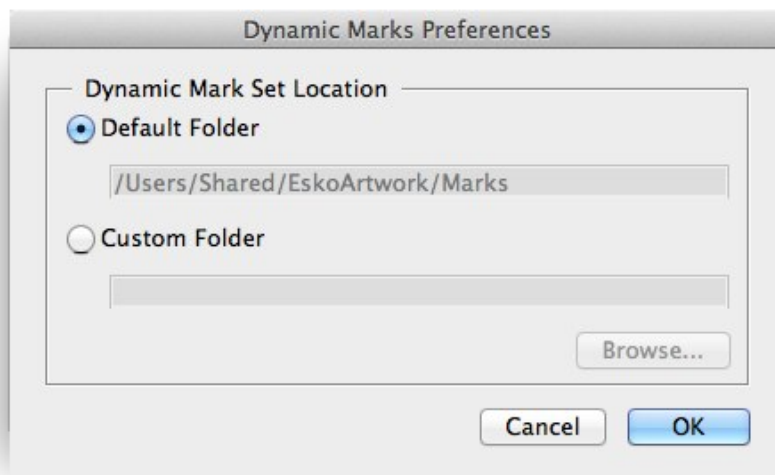 Dynamic Marks Preferences
Dynamic Mark Set Location
Default Folder
/Users/Shared/EskoArtwork/Marks
Custom Folder
Browse...
Cancel
OK